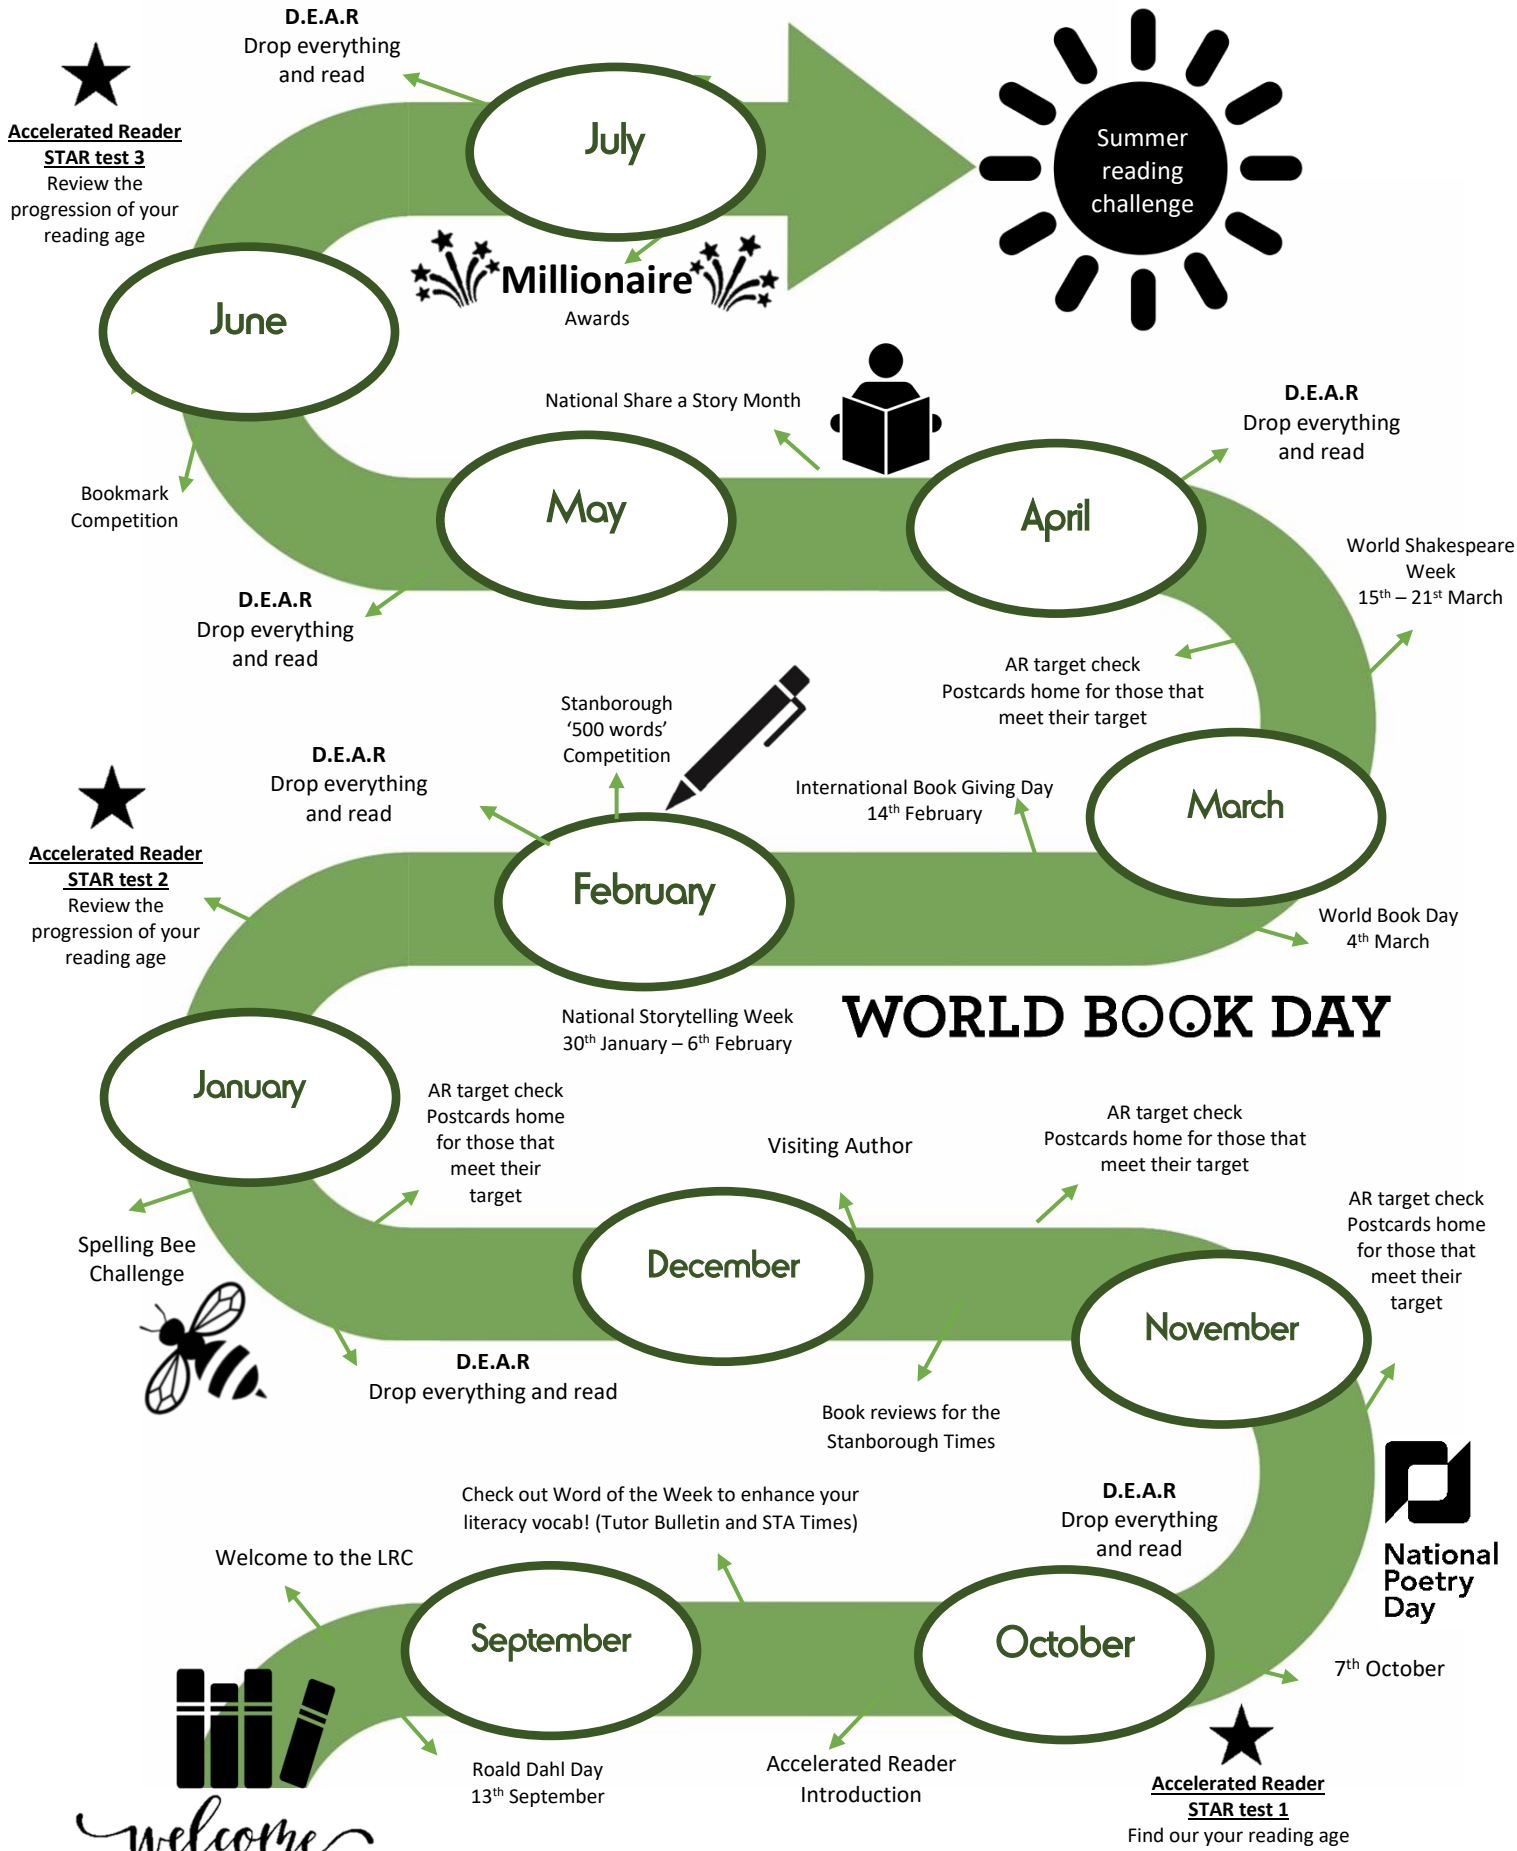 D.E.A.R
Drop everything
and read
Accelerated Reader
STAR test 3
Review the
progression of your
reading age
July
Summer
reading
challenge
Millionaire
Awards
June
National Share a Story Month
D.E.A.R
Drop everything
and read
Bookmark
Competition
May
April
World Shakespeare
Week
15th – 21st March
D.E.A.R
Drop everything
and read
AR target check
Postcards home for those that
meet their target
Stanborough
‘500 words’
Competition
D.E.A.R
Drop everything
and read
International Book Giving Day
14th February
March
Accelerated Reader
STAR test 2
Review the
progression of your
reading age
February
World Book Day
4th March
National Storytelling Week
30th January – 6th February
WORLD BOOK DAY
January
AR target check
Postcards home
for those that
meet their
target
Visiting Author
AR target check
Postcards home for those that
meet their target
AR target check
Postcards home
for those that
meet their
target
Spelling Bee
Challenge
December
November
D.E.A.R
Drop everything and read
Book reviews for the
Stanborough Times
Check out Word of the Week to enhance your
literacy vocab! (Tutor Bulletin and STA Times)
D.E.A.R
Drop everything
and read
National
Poetry
Day
Welcome to the LRC
September
October
7th October
Roald Dahl Day
13th September
Accelerated Reader
Introduction
Accelerated Reader
STAR test 1
Find our your reading age
welcome